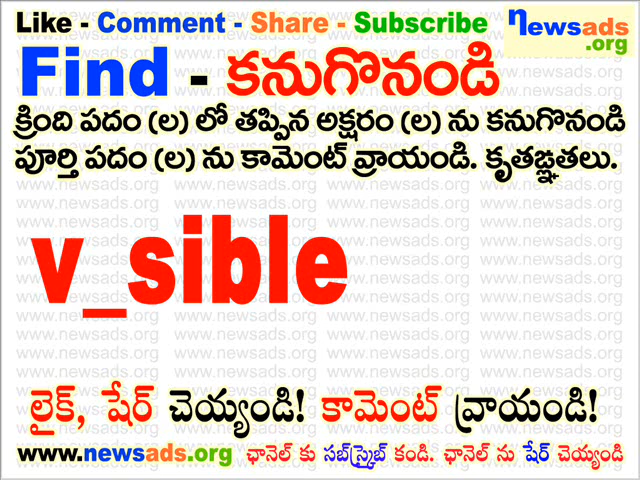 Like - Comment - Share - Subscribe
newsads
.org
Find - కనుగొనండి
క్రింది పదం (ల) లో తప్పిన అక్షరం (ల) ను కనుగొనండి
పూర్తి పదం (ల) ను కామెంట్ వ్రాయండి. కృతఙ్ఞతలు.
v_sible
లైక్, షేర్ చెయ్యండి! కామెంట్ వ్రాయండి!
www.newsads.org ఛానెల్ కు సబ్‌స్క్రైబ్ కండి. ఛానెల్ ను షేర్ చెయ్యండి